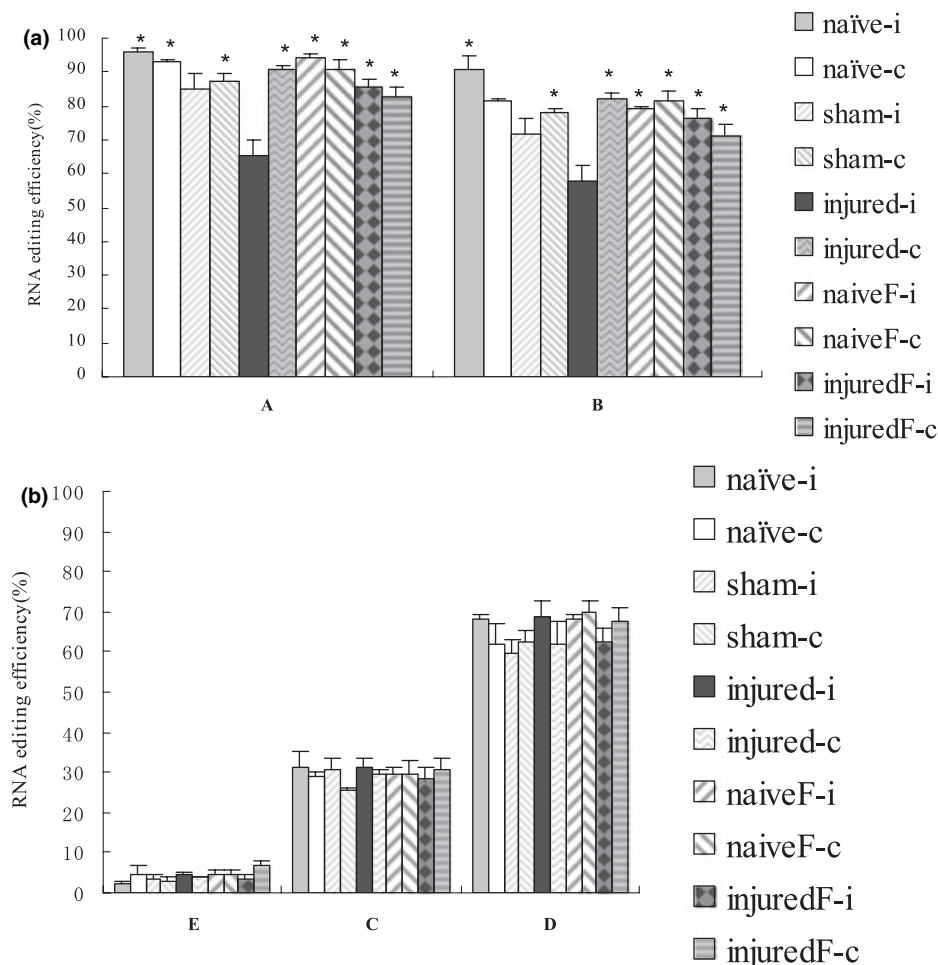 (a)
RNA editing efficiency(%)
100
90
80
70
60
50
40
30
20
10
0
* * * * * * * *
* * * * * * *
A B
naïve-i
naïve-c
sham-i
sham-c
injured-i
injured-c
naiveF-i
naiveF-c
injuredF-i
injuredF-c
(b)
RNA editing efficiency(%)
100
90
80
70
60
50
40
30
20
10
0
E C D
naïve-i
naïve-c
sham-i
sham-c
injured-i
injured-c
naiveF-i
naiveF-c
injuredF-i
injuredF-c